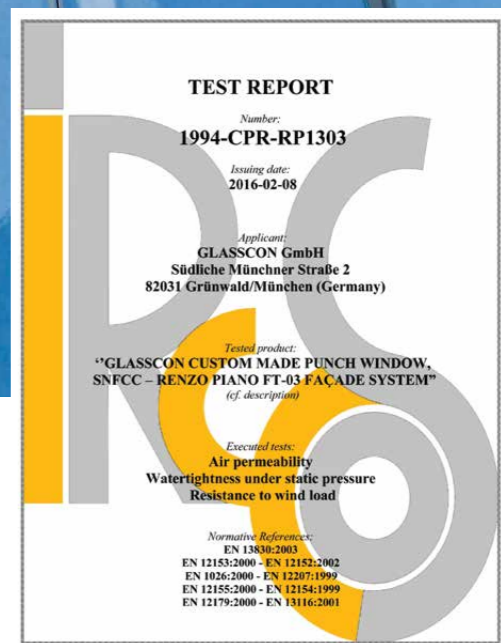 TEST REPORT
Number:
1994-CPR-RP1303
Issuing date:
2016-02-08
Applicant:
GLASSCON GmbH
Südliche Münchner Straße 2
82031 Grünwald/München (Germany)
Tested product:
‘’GLASSCON CUSTOM MADE PUNCH WINDOW,
SNFCC – RENZO PIANO FT-03 FAÇADE SYSTEM”
(cf. description)
Executed tests:
Air permeability
Watertightness under static pressure
Resistance to wind load
Normative References:
EN 13830:2003
EN 12153:2000 - EN 12152:2002
EN 1026:2000 - EN 12207:1999
EN 12155:2000 - EN 12154:1999
EN 12179:2000 - EN 13116:2001
iRcCo